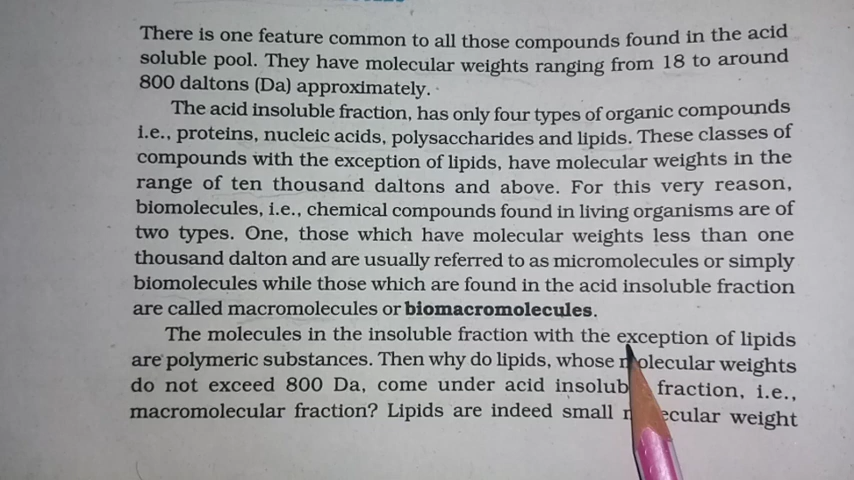 There is one feature common to all those compounds found in the acid
soluble pool. They have molecular weights ranging from 18 to around
800 daltons (Da) approximately.
The acid insoluble fraction, has only four types of organic compounds
i.e., proteins, nucleic acids, polysaccharides and lipids. These classes of
compounds with the exception of lipids, have molecular weights in the
range of ten thousand daltons and above. For this very reason,
biomolecules, i.e., chemical compounds found in living organisms are of
two types. One, those which have molecular weights less than one
thousand dalton and are usually referred to as micromolecules or simply
biomolecules while those which are found in the acid insoluble fraction
are called macromolecules or biomacromolecules.
The molecules in the insoluble fraction with the exception of lipids
are polymeric substances. Then why do lipids, whose molecular weights
do not exceed 800 Da, come under acid insoluble fraction, i.e.,
macromolecular fraction? Lipids are indeed small molecular weight